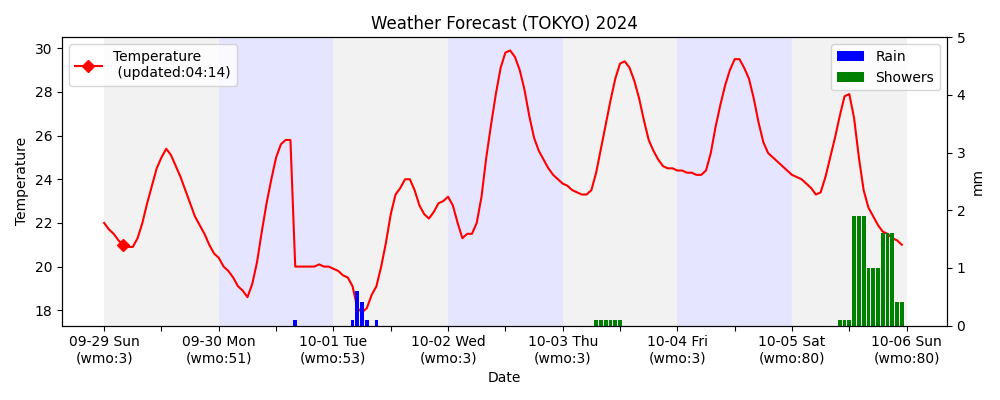 Weather Forecast (TOKYO) 2024
Temperature
(updated:04:14)
Rain
Showers
30
28
26
24
22
20
18
Temperature
5
4
3
2
1
0
mm
09-29 Sun
(wmo:3)
09-30 Mon
(wmo:51)
10-01 Tue
(wmo:53)
10-02 Wed
(wmo:3)
10-03 Thu
(wmo:3)
10-04 Fri
(wmo:3)
10-05 Sat
(wmo:80)
10-06 Sun
(wmo:80)
Date